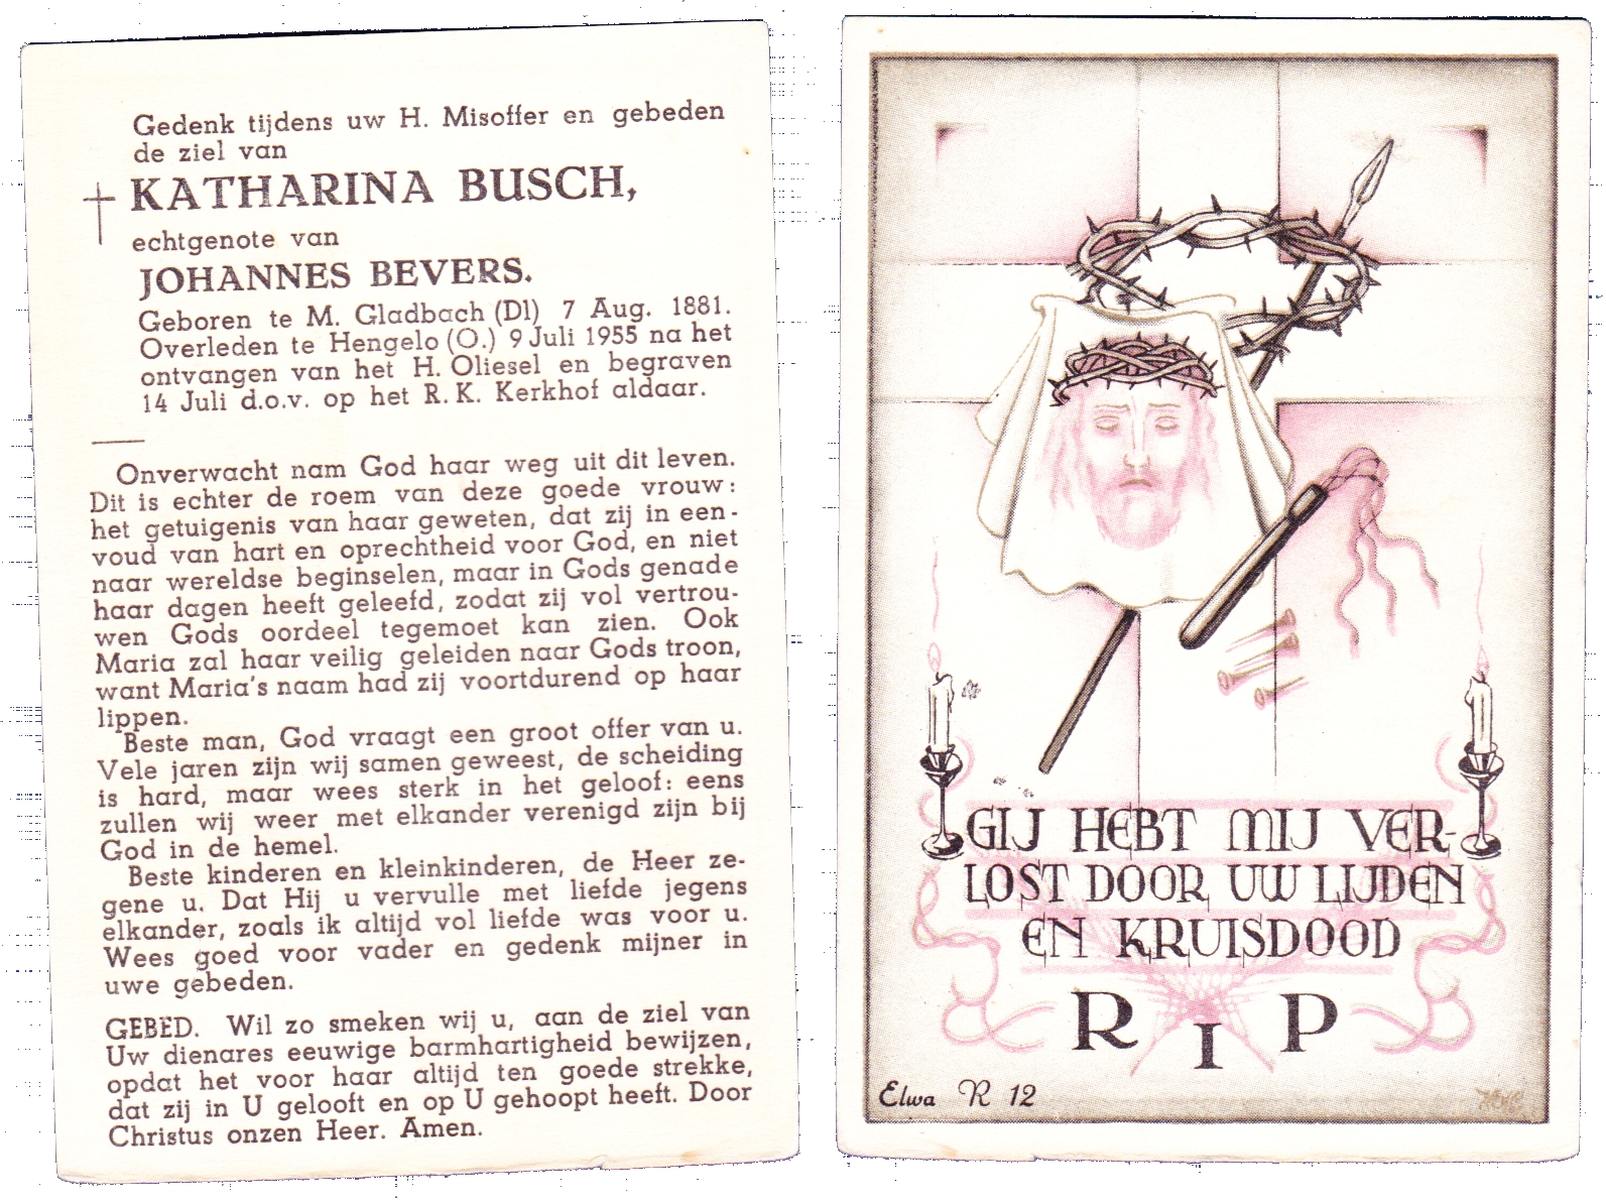 Gedenk tijdens uw H. Misoffer en gebeden
de ziel van
KATHARINA BUSCH,
echtgenote van
JOHANNES BEVERS.
Geboren te M. Gladbach (Dl) 7 Aug. 1881.
Overleden te Hengelo (O.) 9 Juli 1955 na het
ontvangen van het H. Oliesel en begraven
14 Juli d.o.v. op het R. K. Kerkhof aldaar.
Onverwacht nam God haar weg uit dit leven.
Dit is echter de roem van deze goede vrouw:
het getuigenis van haar geweten, dat zij in een-
voud van hart en oprechtheid voor God, en niet
naar wereldse beginselen, maar in Gods genade
haar dagen heeft geleefd, zodat zij vol vertrou-
wen Gods oordeel tegemoet kan zien. Ook
Maria zal haar veilig geleiden naar Gods troon,
want Maria's naam had zij voortdurend op haar
lippen.
Beste man, God vraagt een groot offer van u.
Vele jaren zijn wij samen geweest, de scheiding
is hard, maar wees sterk in het geloof: eens
zullen wij weer met elkander verenigd zijn bij
God in de hemel.
Beste kinderen en kleinkinderen, de Heer ze-
gene u. Dat Hij u vervulle met liefde jegens
elkander, zoals ik altijd vol liefde was voor u.
Wees goed voor vader en gedenk mijner in
uwe gebeden.
GEBED. Wil zo smeken wij u, aan de ziel van
Uw dienares eeuwige barmhartigheid bewijzen,
opdat het voor haar altijd ten goede strekke,
dat zij in U gelooft en op U gehoopt heeft. Door
Christus onzen Heer. Amen.
GIJ HEBT MIJ VER-
LOST DOOR UW LIJDEN
EN KRUISDOOD
R I P
Elwa R 12